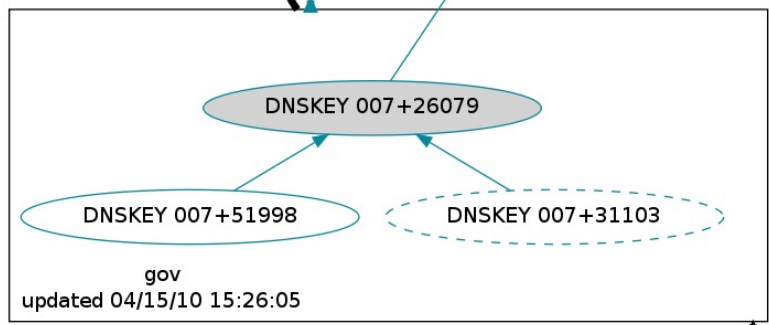 DNSKEY 007+26079
DNSKEY 007+51998
DNSKEY 007+31103
gov
updated 04/15/10 15:26:05